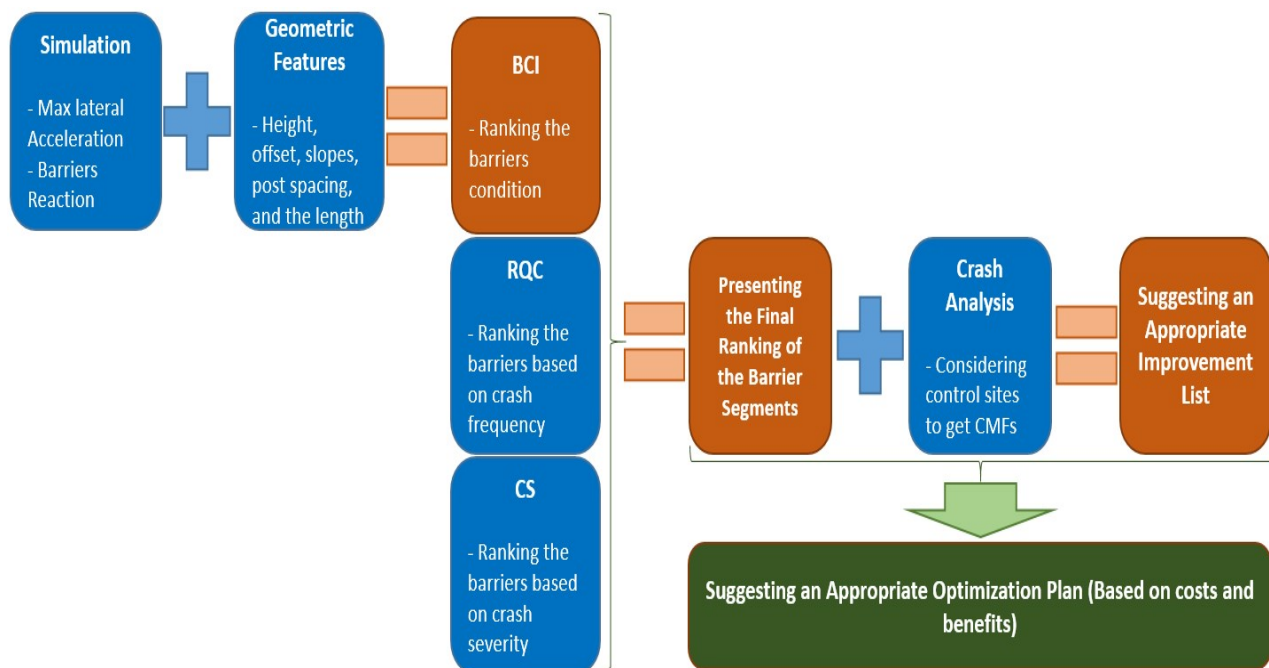 Simulation
- Max lateral
Acceleration
- Barriers
Reaction
Geometric
Features
- Height,
offset, slopes,
post spacing,
and the length
BCI
- Ranking the
barriers
condition
RQC
- Ranking the
barriers based
on crash
frequency
CS
- Ranking the
barriers based
on crash
severity
Presenting
the Final
Ranking of
the Barrier
Segments
Crash
Analysis
- Considering
control sites
to get CMFs
Suggesting an
Appropriate
Improvement
List
Suggesting an Appropriate Optimization Plan (Based on costs and
benefits)